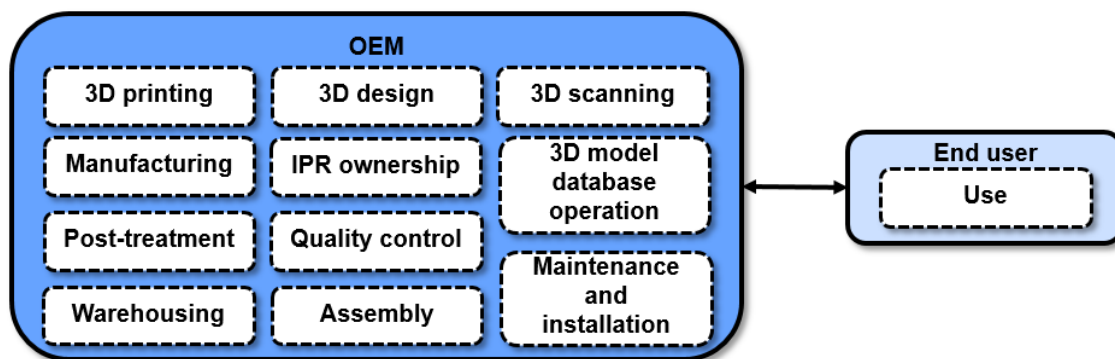 OEM
3D printing
3D design
3D scanning
Manufacturing
IPR ownership
3D model
database
operation
Post-treatment
Quality control
Maintenance
and
installation
Warehousing
Assembly
End user
Use